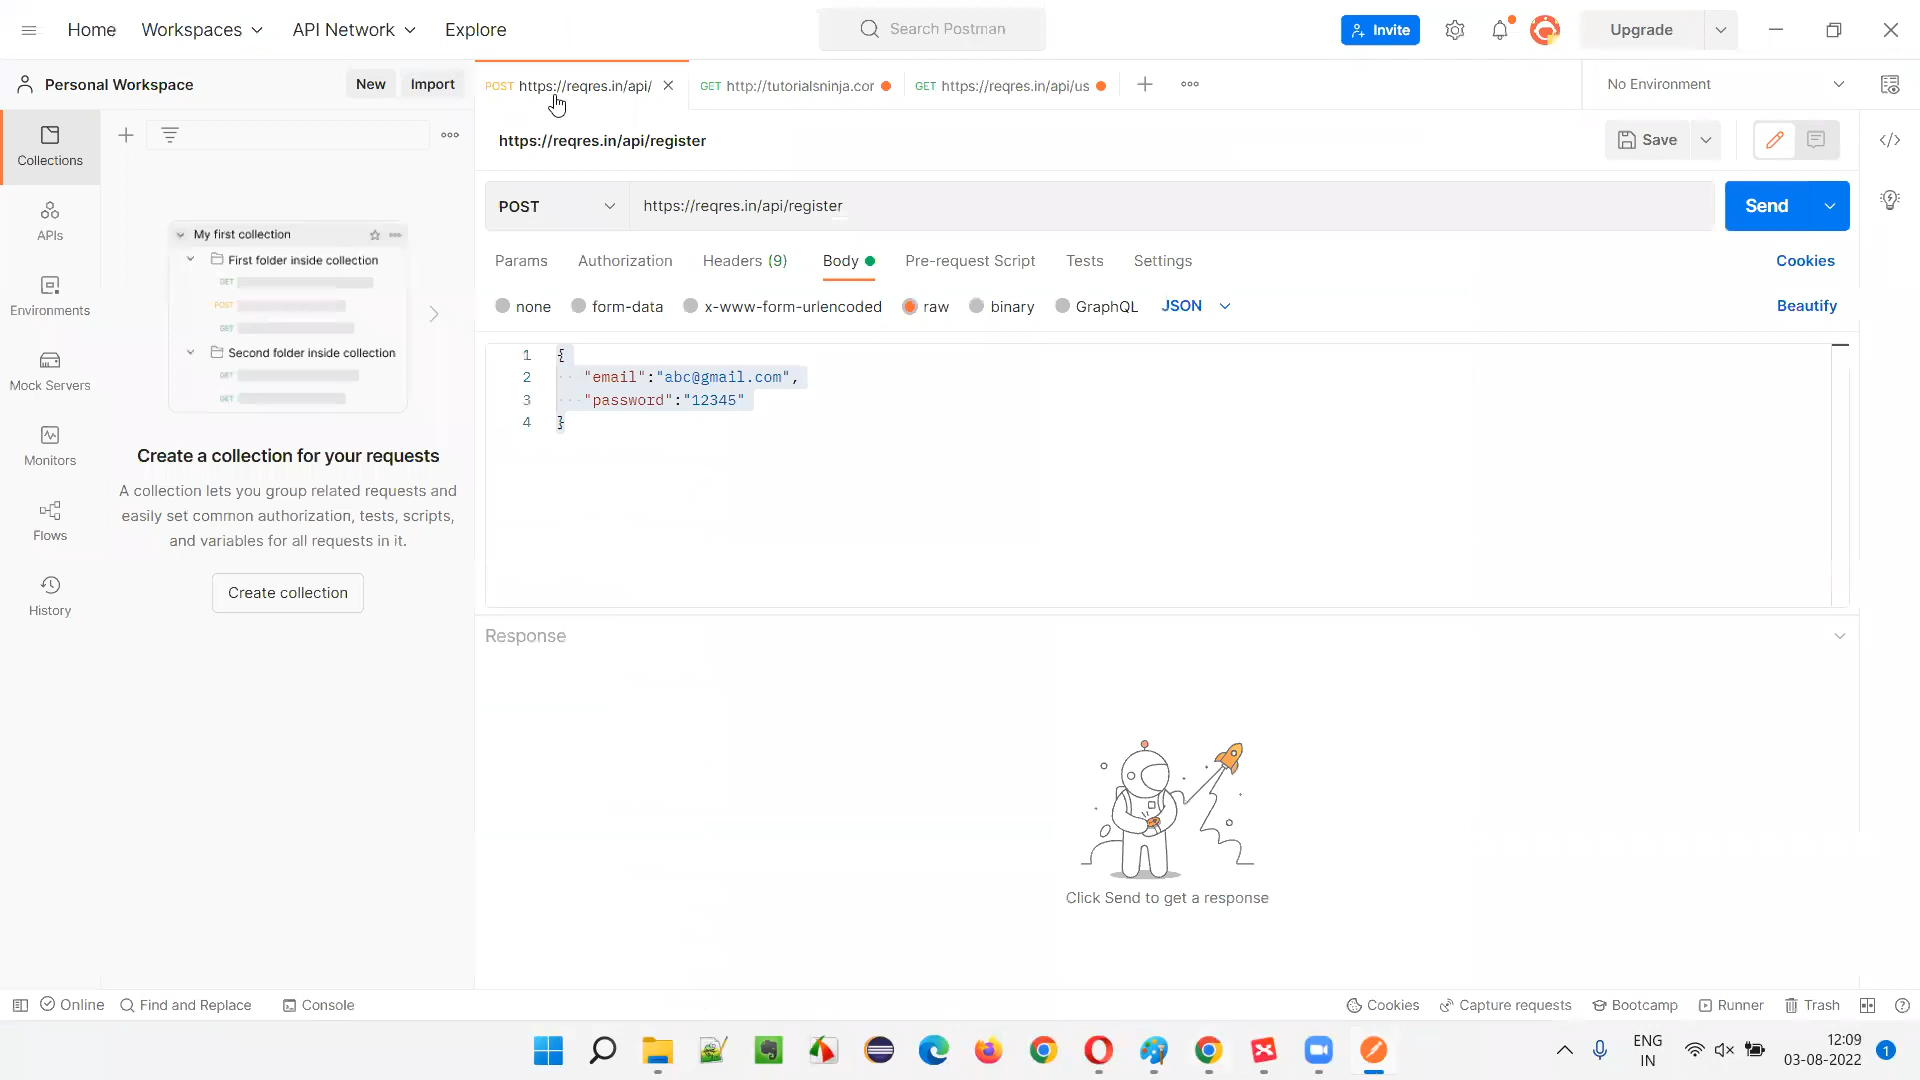 Home
Workspaces
API Network
Explore
Search Postman
Invite
Upgrade
Personal Workspace
New
Import
POST https://reqres.in/api/
GET http://tutorialsninja.cor
GET https://reqres.in/api/us
No Environment
Collections
APIs
Environments
Mock Servers
Monitors
Flows
History
My first collection
First folder inside collection
GET
POST
GET
Second folder inside collection
GET
GET
Create a collection for your requests
A collection lets you group related requests and
easily set common authorization, tests, scripts,
and variables for all requests in it.
Create collection
https://reqres.in/api/register
Save
POST
https://reqres.in/api/register
Send
Params
Authorization
Headers (9)
Body
Pre-request Script
Tests
Settings
Cookies
none
form-data
x-www-form-urlencoded
raw
binary
GraphQL
JSON
Beautify
1 {
2 "email":"abc@gmail.com",
3 "password":"12345"
4 }
Response
Click Send to get a response
Online
Find and Replace
Console
Cookies
Capture requests
Bootcamp
Runner
Trash
ENG
IN
12:09
03-08-2022
1